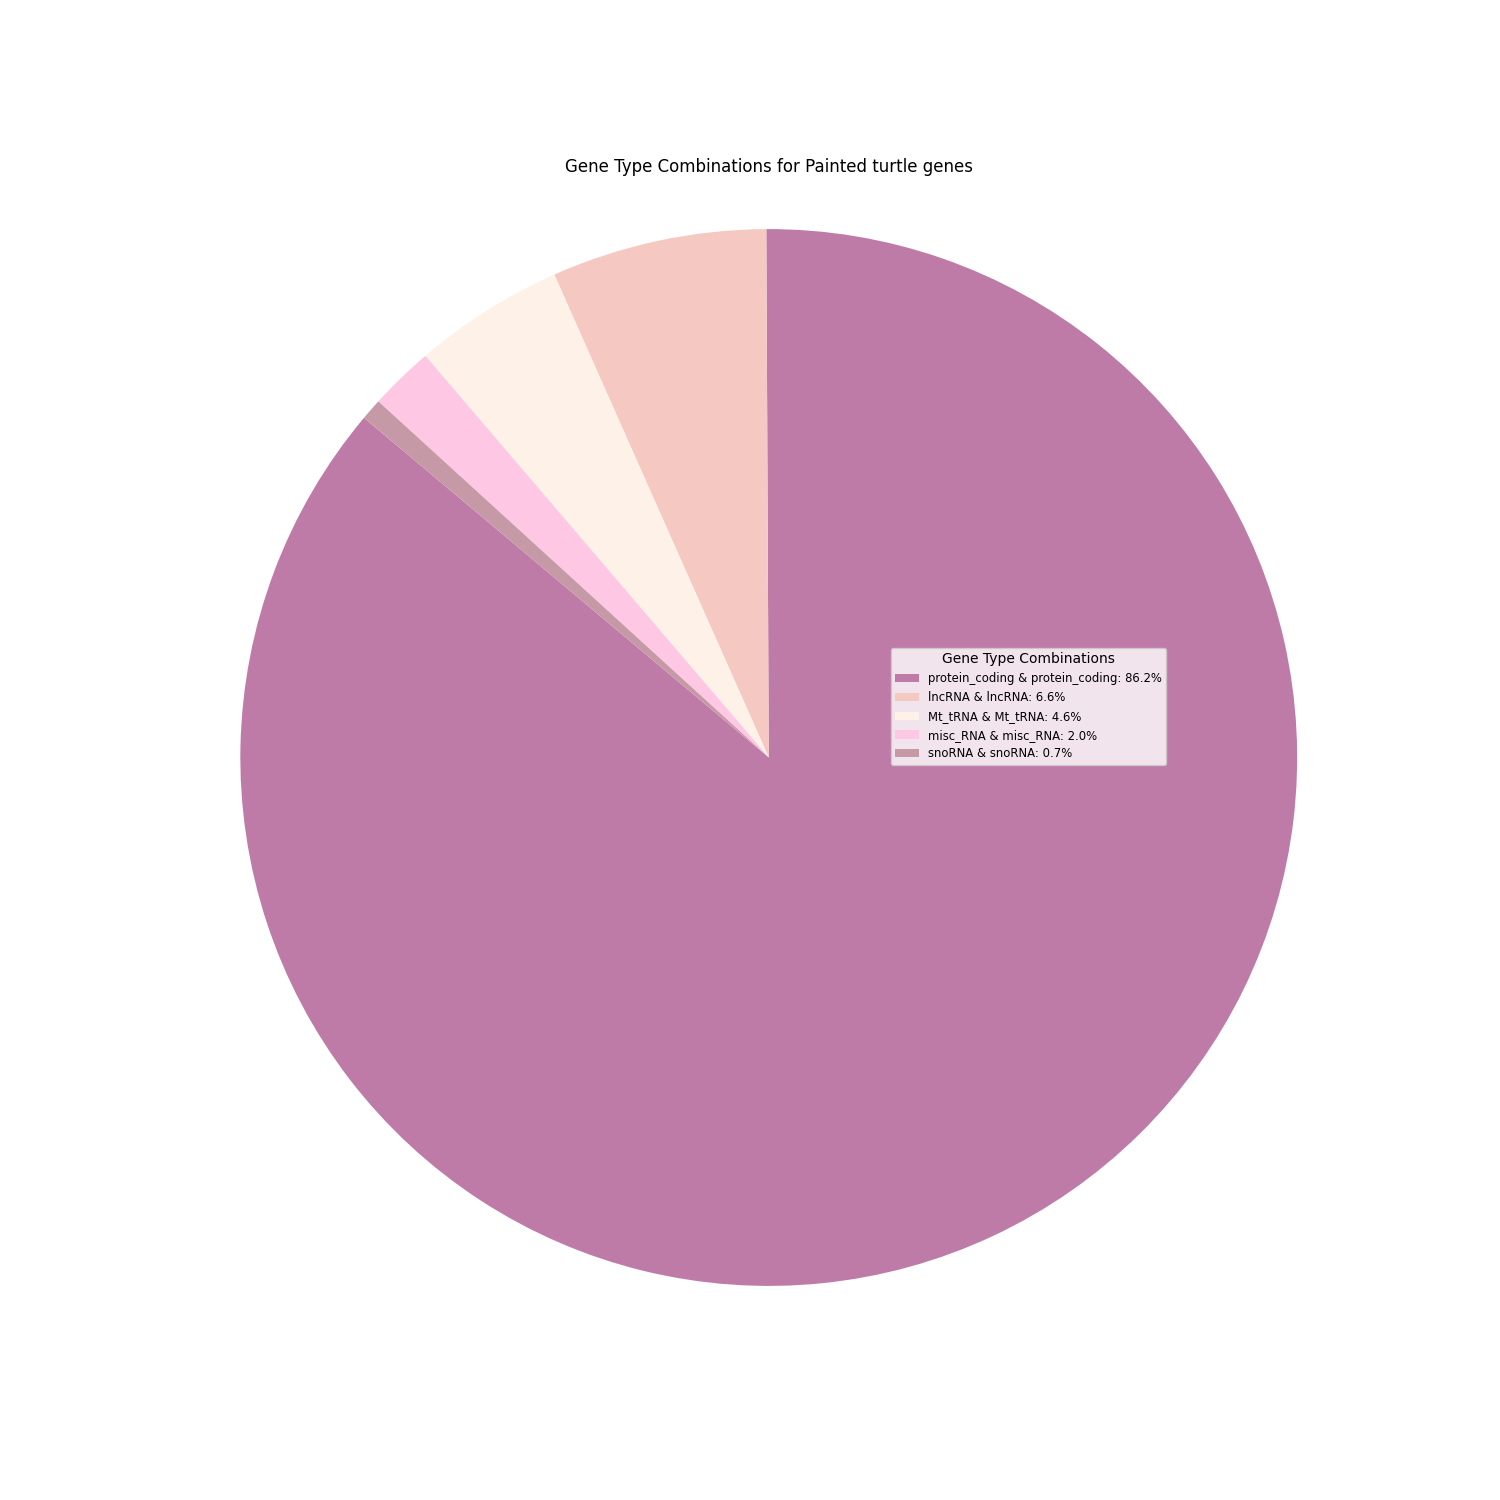 Gene Type Combinations for Painted turtle genes
Gene Type Combinations
protein_coding & protein_coding: 86.2%
lncRNA & lncRNA: 6.6%
Mt_tRNA & Mt_tRNA: 4.6%
misc_RNA & misc_RNA: 2.0%
snoRNA & snoRNA: 0.7%